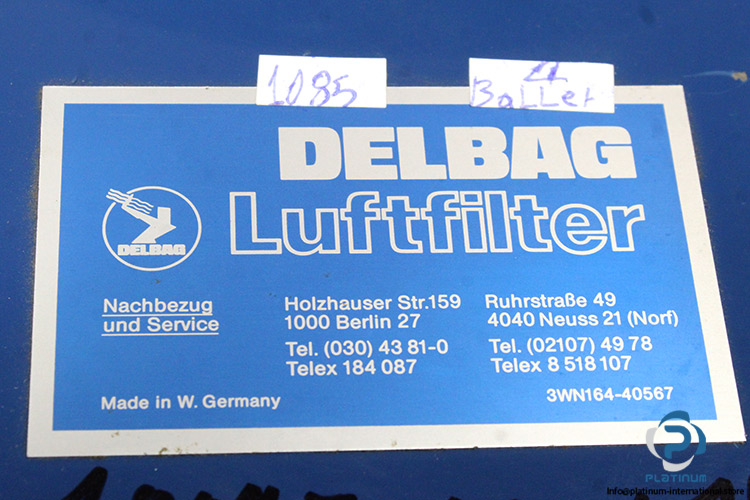 1085
4
Ballet
DELBAG
Luftfilter
DELBAG
Nachbezug
und Service
Holzhauser Str.159
1000 Berlin 27
Tel. (030) 43 81-0
Telex 184 087
Ruhrstraße 49
4040 Neuss 21 (Norf)
Tel. (02107) 49 78
Telex 8 518 107
Made in W. Germany
3WN164-40567
PLATINUM
Info@platinum-international.store